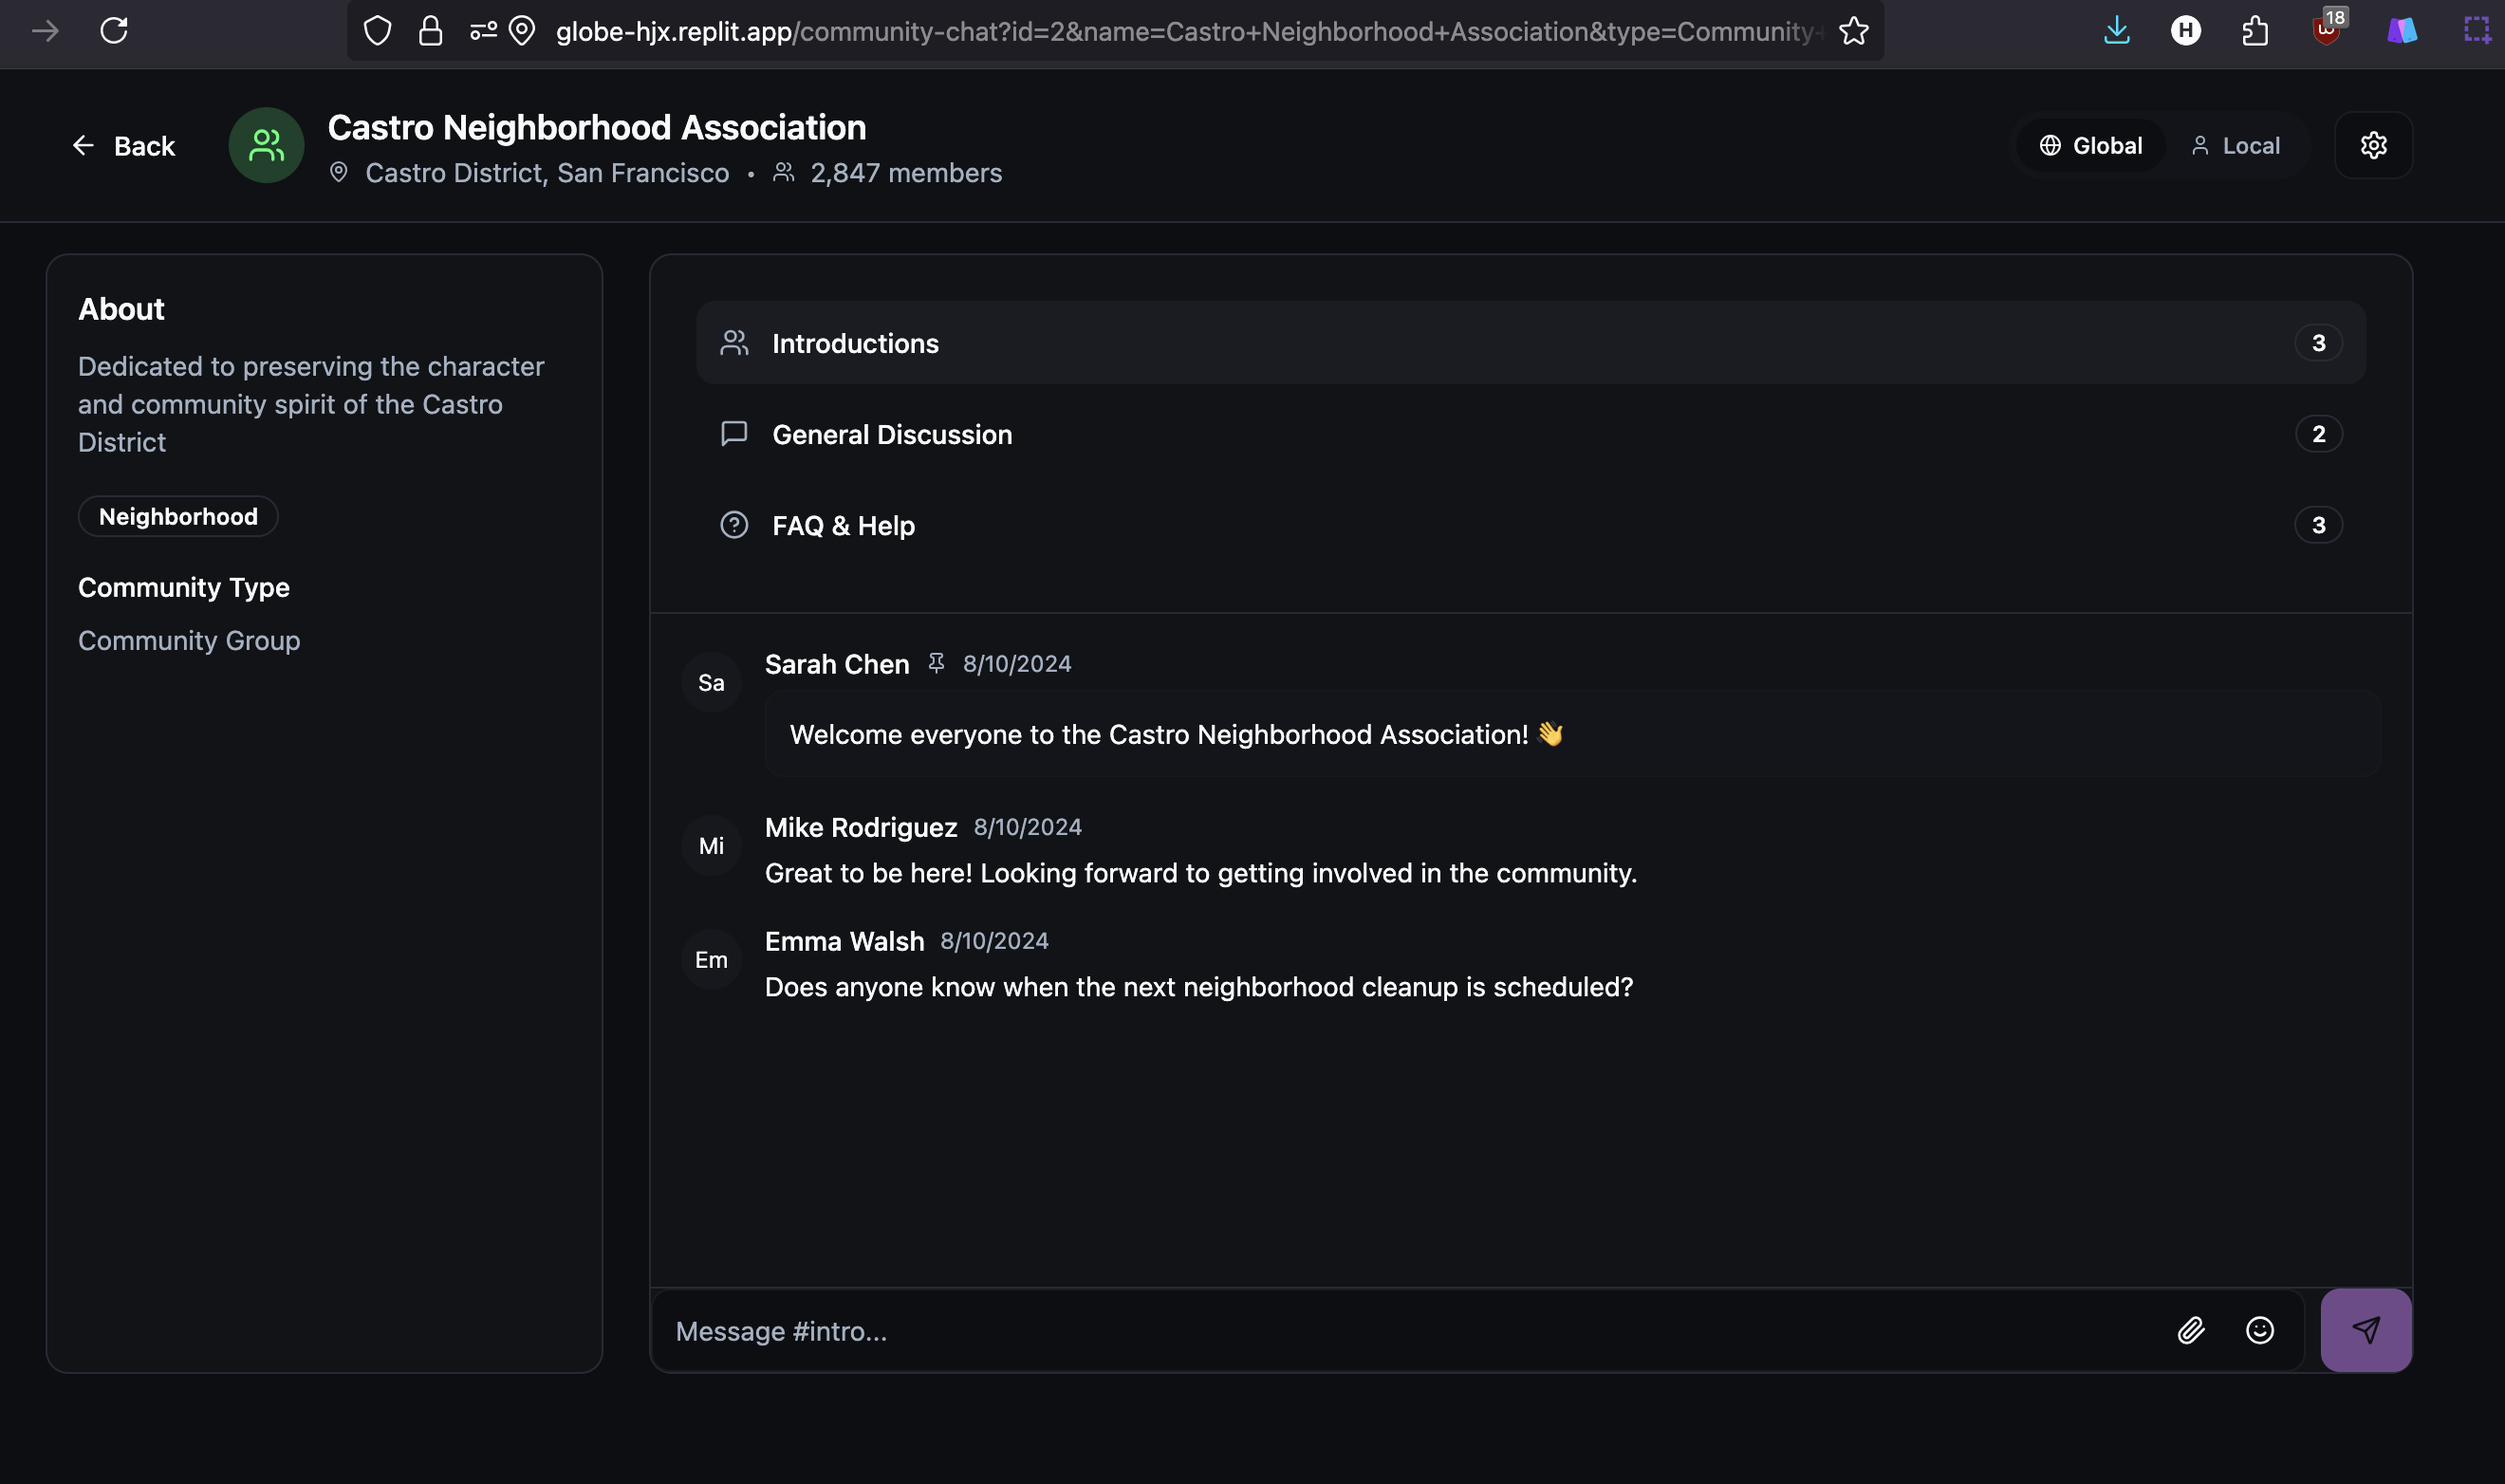 globe-hjx.replit.app/community-chat?id=2&name=Castro+Neighborhood+Association&type=Community+
H
18
Back
Castro Neighborhood Association
Castro District, San Francisco • 2,847 members
Global
Local
About
Dedicated to preserving the character
and community spirit of the Castro
District
Neighborhood
Community Type
Community Group
Introductions 3
General Discussion 2
FAQ & Help 3
Sa
Sarah Chen 8/10/2024
Welcome everyone to the Castro Neighborhood Association! 👋
Mi
Mike Rodriguez 8/10/2024
Great to be here! Looking forward to getting involved in the community.
Em
Emma Walsh 8/10/2024
Does anyone know when the next neighborhood cleanup is scheduled?
Message #intro...